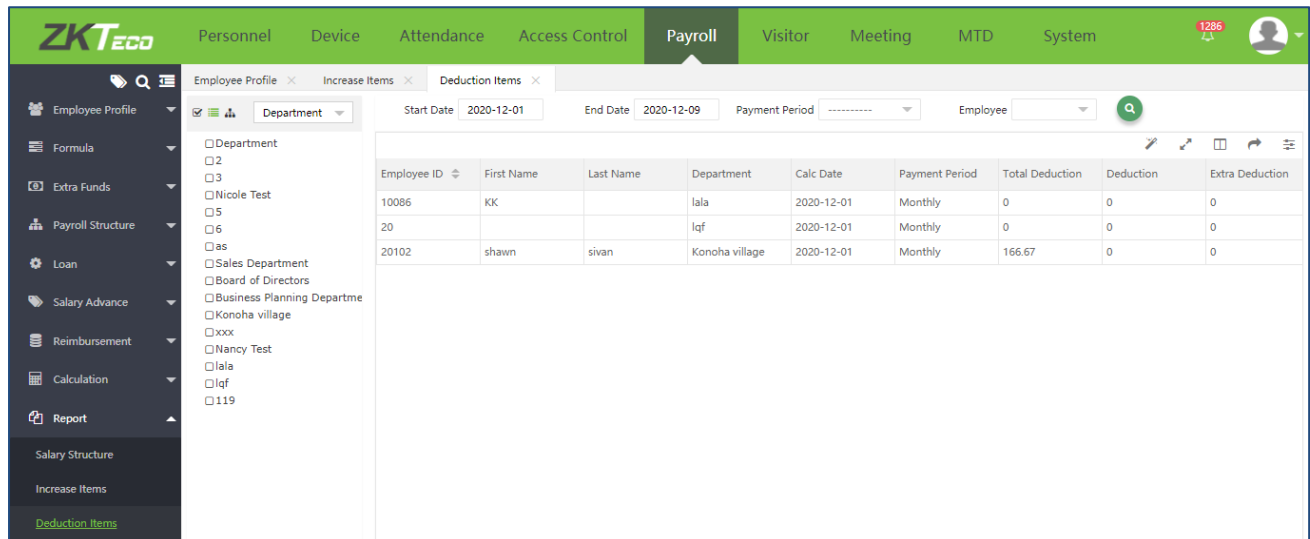 ZKTeco
Personnel Device Attendance Access Control Payroll Visitor Meeting MTD System 1286
Employee Profile Increase Items Deduction Items
Employee Profile
Formula
Extra Funds
Payroll Structure
Loan
Salary Advance
Reimbursement
Calculation
Report
Salary Structure
Increase Items
Deduction Items
Department
Department
2
3
Nicole Test
5
6
as
Sales Department
Board of Directors
Business Planning Departme
Konoha village
xxx
Nancy Test
lala
lqf
119
Start Date 2020-12-01 End Date 2020-12-09 Payment Period ---------- Employee
Employee ID First Name Last Name Department Calc Date Payment Period Total Deduction Deduction Extra Deduction
10086 KK lala 2020-12-01 Monthly 0 0 0
20 lqf 2020-12-01 Monthly 0 0 0
20102 shawn sivan Konoha village 2020-12-01 Monthly 166.67 0 0